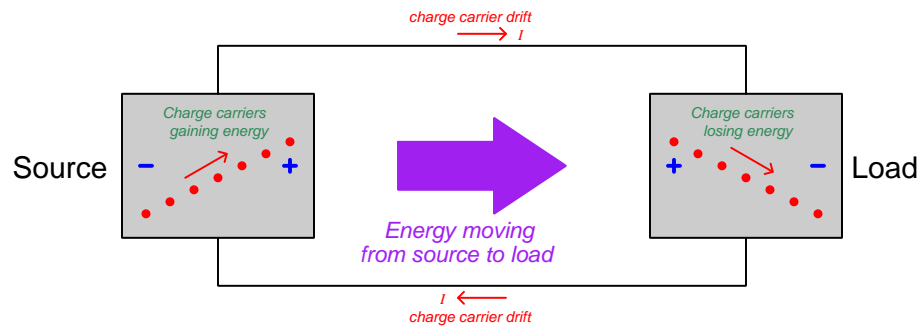 charge carrier drift
I
Charge carriers
gaining energy
Charge carriers
losing energy
Source
−
+
+
−
Load
Energy moving
from source to load
I
charge carrier drift